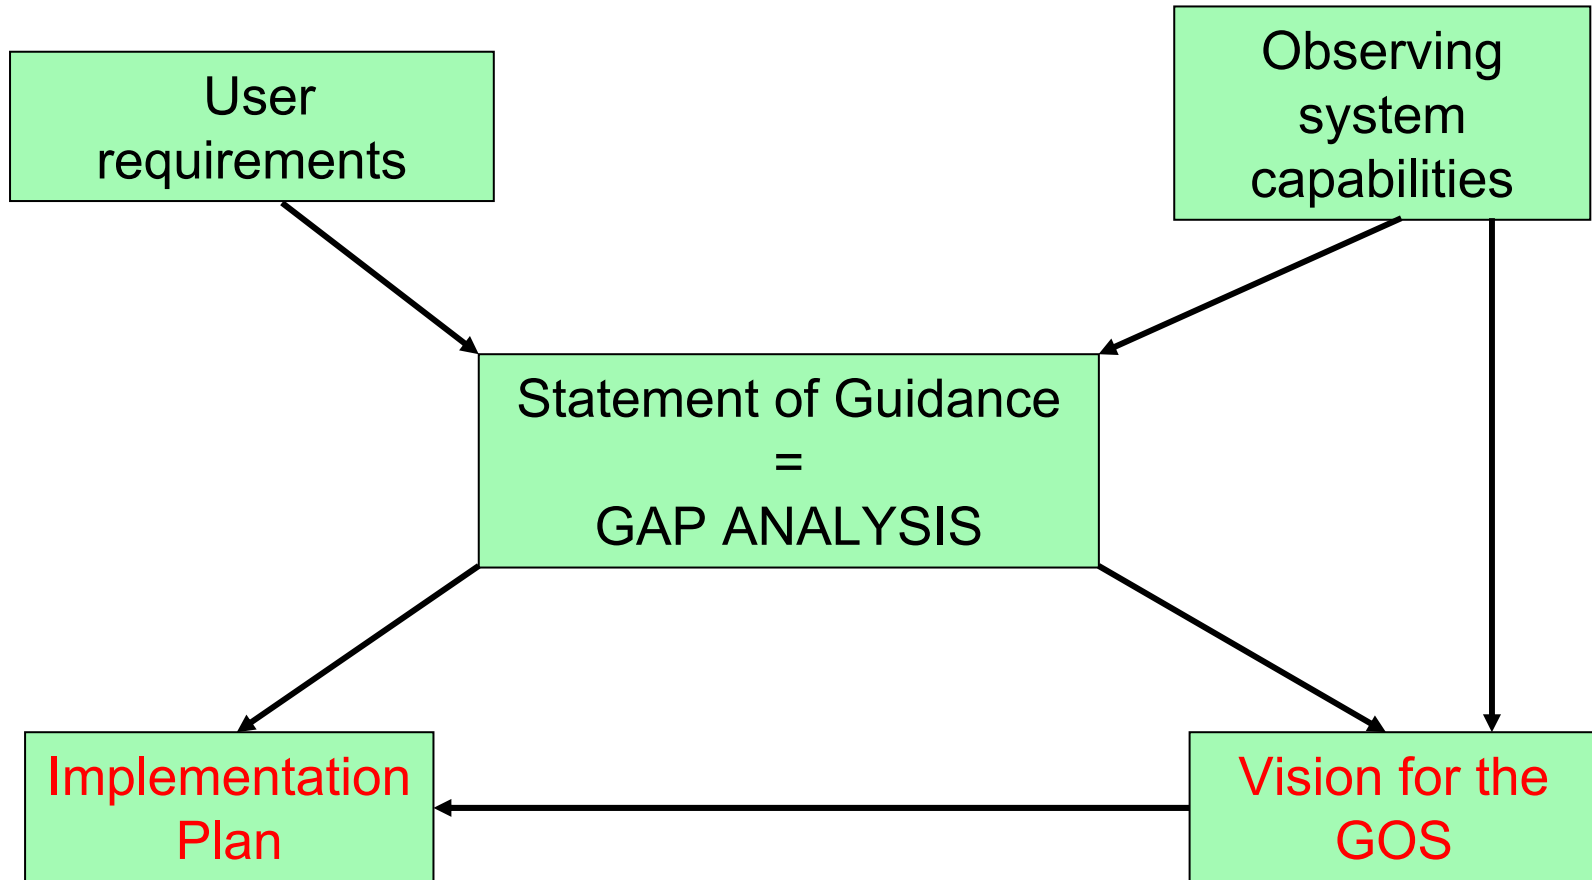 User
requirements
Observing
system
capabilities
Statement of Guidance
=
GAP ANALYSIS
Implementation
Plan
Vision for the
GOS